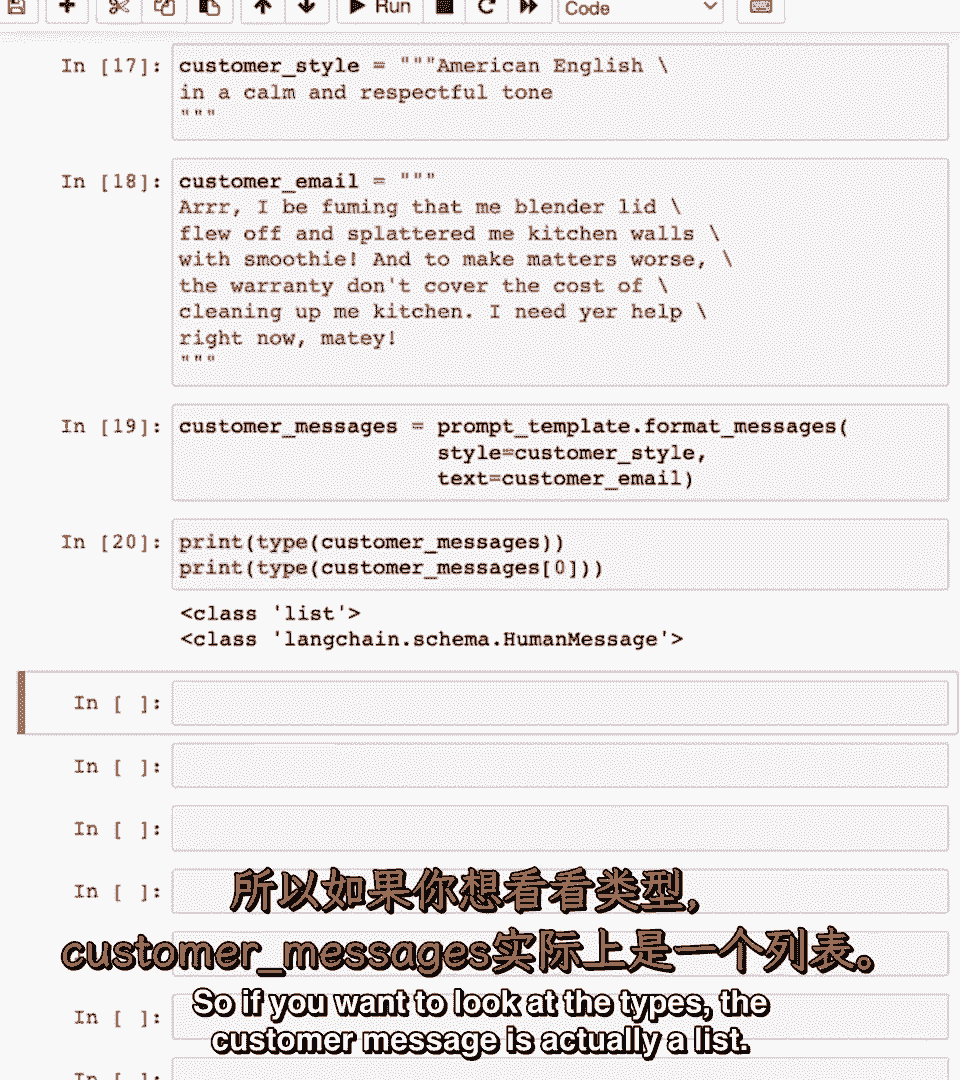 Run
Code
In [17]: customer_style = """American English \
in a calm and respectful tone
"""
In [18]: customer_email = """
Arrr, I be fuming that me blender lid \
flew off and splattered me kitchen walls \
with smoothie! And to make matters worse, \
the warranty don't cover the cost of \
cleaning up me kitchen. I need yer help \
right now, matey!
"""
In [19]: customer_messages = prompt_template.format_messages(
style=customer_style,
text=customer_email)
In [20]: print(type(customer_messages))
print(type(customer_messages[0]))
<class 'list'>
<class 'langchain.schema.HumanMessage'>
In [ ]:
In [ ]:
In [ ]:
In [ ]:
所以如果你想看看类型,
customer_messages实际上是一个列表。
In [ ]:
So if you want to look at the types, the
customer message is actually a list.
In [ ]: